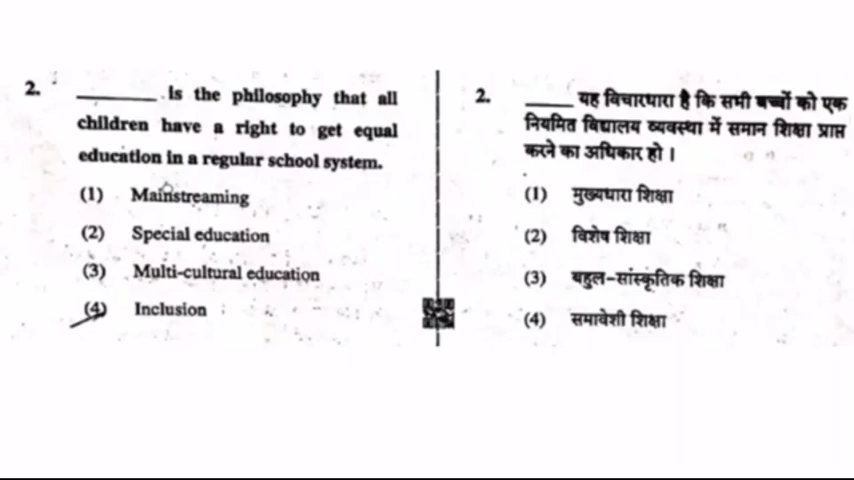 2. ______ is the philosophy that all
children have a right to get equal
education in a regular school system.
(1) Mainstreaming
(2) Special education
(3) Multi-cultural education
(4) Inclusion
2. ____ यह विचारधारा है कि सभी बच्चों को एक
नियमित विद्यालय व्यवस्था में समान शिक्षा प्राप्त
करने का अधिकार हो ।
(1) मुख्यधारा शिक्षा
(2) विशेष शिक्षा
(3) बहुल-सांस्कृतिक शिक्षा
(4) समावेशी शिक्षा